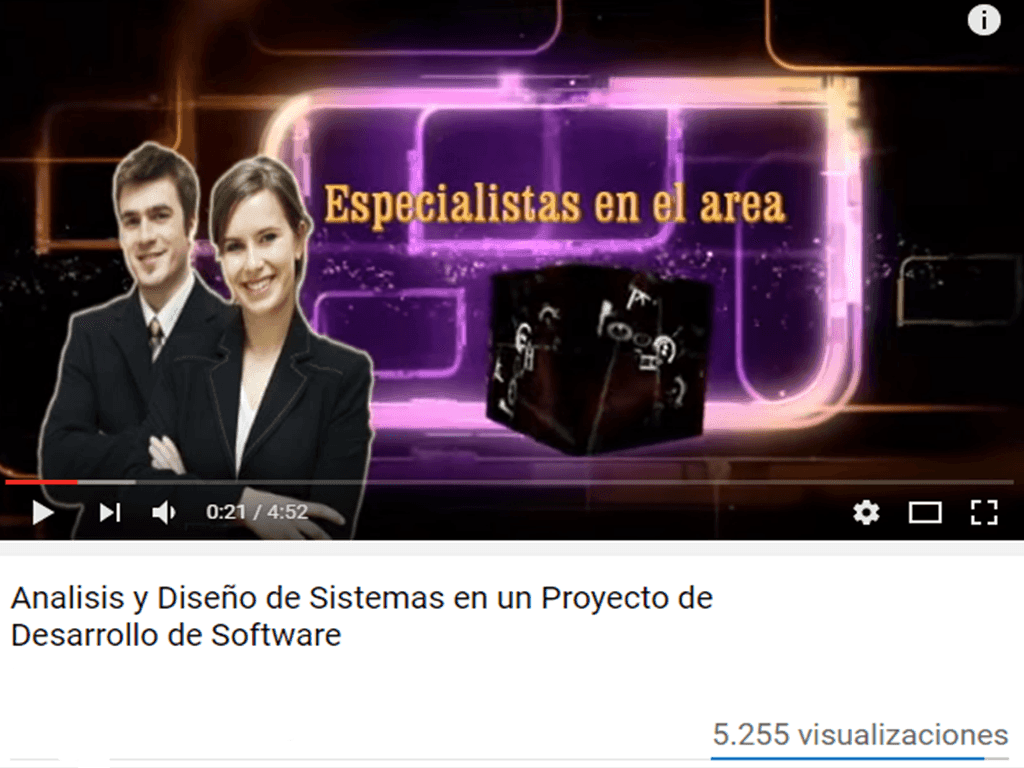 Especialistas en el area
0:21 / 4:52
Analisis y Diseño de Sistemas en un Proyecto de
Desarrollo de Software
5.255 visualizaciones